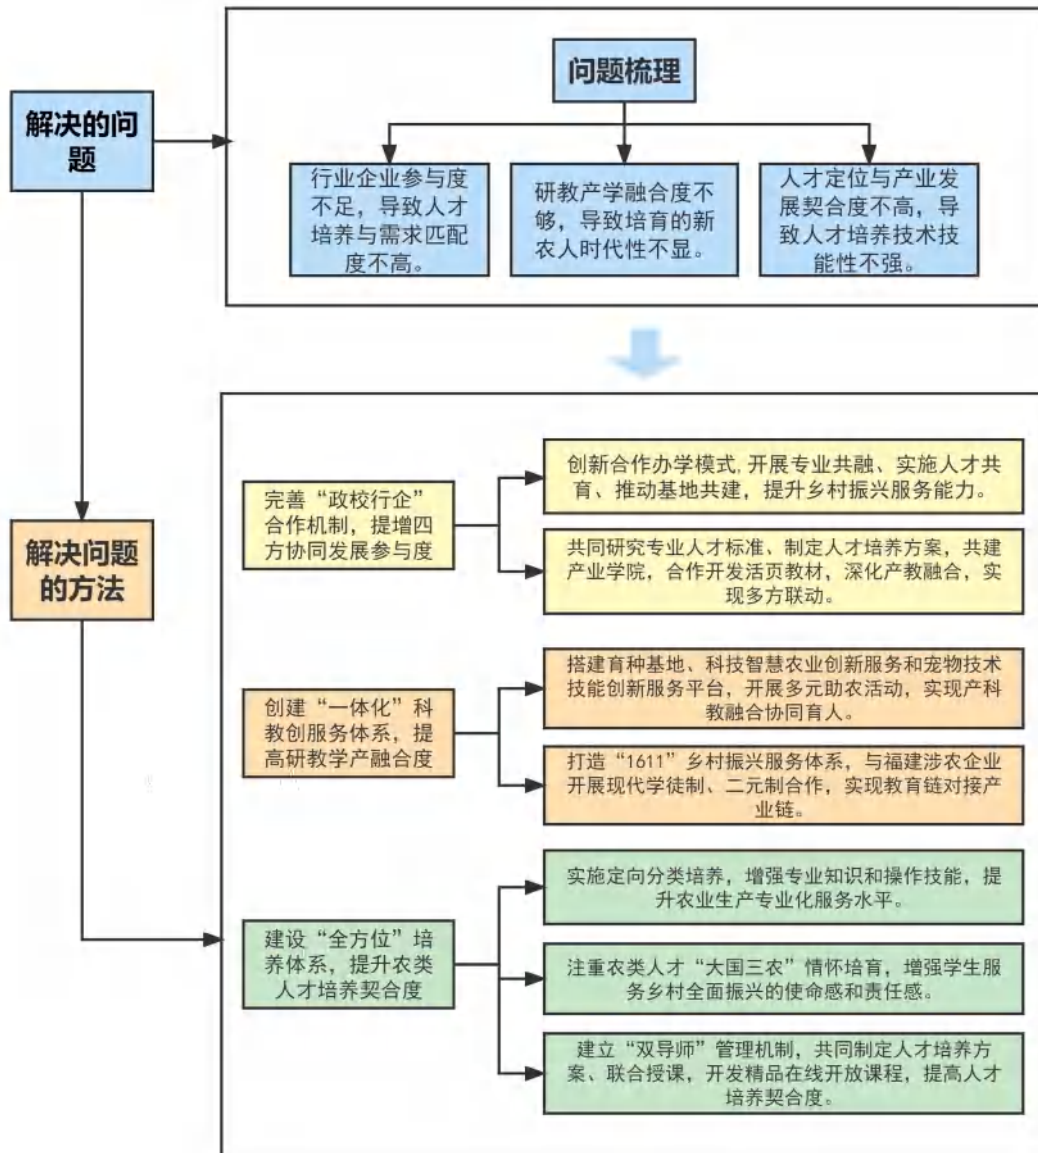 问题梳理
解决的问
题
行业企业参与度
不足，导致人才
培养与需求匹配
度不高。
研教产学融合度不
够，导致培育的新
农人时代性不显。
人才定位与产业发
展契合度不高，导
致人才培养技术技
能性不强。
解决问题
的方法
完善“政校行企”
合作机制，提增四
方协同发展参与度
创新合作办学模式,开展专业共融、实施人才共
育、推动基地共建，提升乡村振兴服务能力。
共同研究专业人才标准、制定人才培养方案，共建
产业学院，合作开发活页教材，深化产教融合，实
现多方联动。
创建“一体化”科
教创服务体系，提
高研教学产融合度
搭建育种基地、科技智慧农业创新服务和宠物技术
技能创新服务平台，开展多元助农活动，实现产科
教融合协同育人。
打造“1611”乡村振兴服务体系，与福建涉农企业
开展现代学徒制、二元制合作，实现教育链对接产
业链。
建设“全方位”培
养体系，提升农类
人才培养契合度
实施定向分类培养，增强专业知识和操作技能，提
升农业生产专业化服务水平。
注重农类人才“大国三农”情怀培育，增强学生服
务乡村全面振兴的使命感和责任感。
建立“双导师”管理机制，共同制定人才培养方
案、联合授课，开发精品在线开放课程，提高人才
培养契合度。